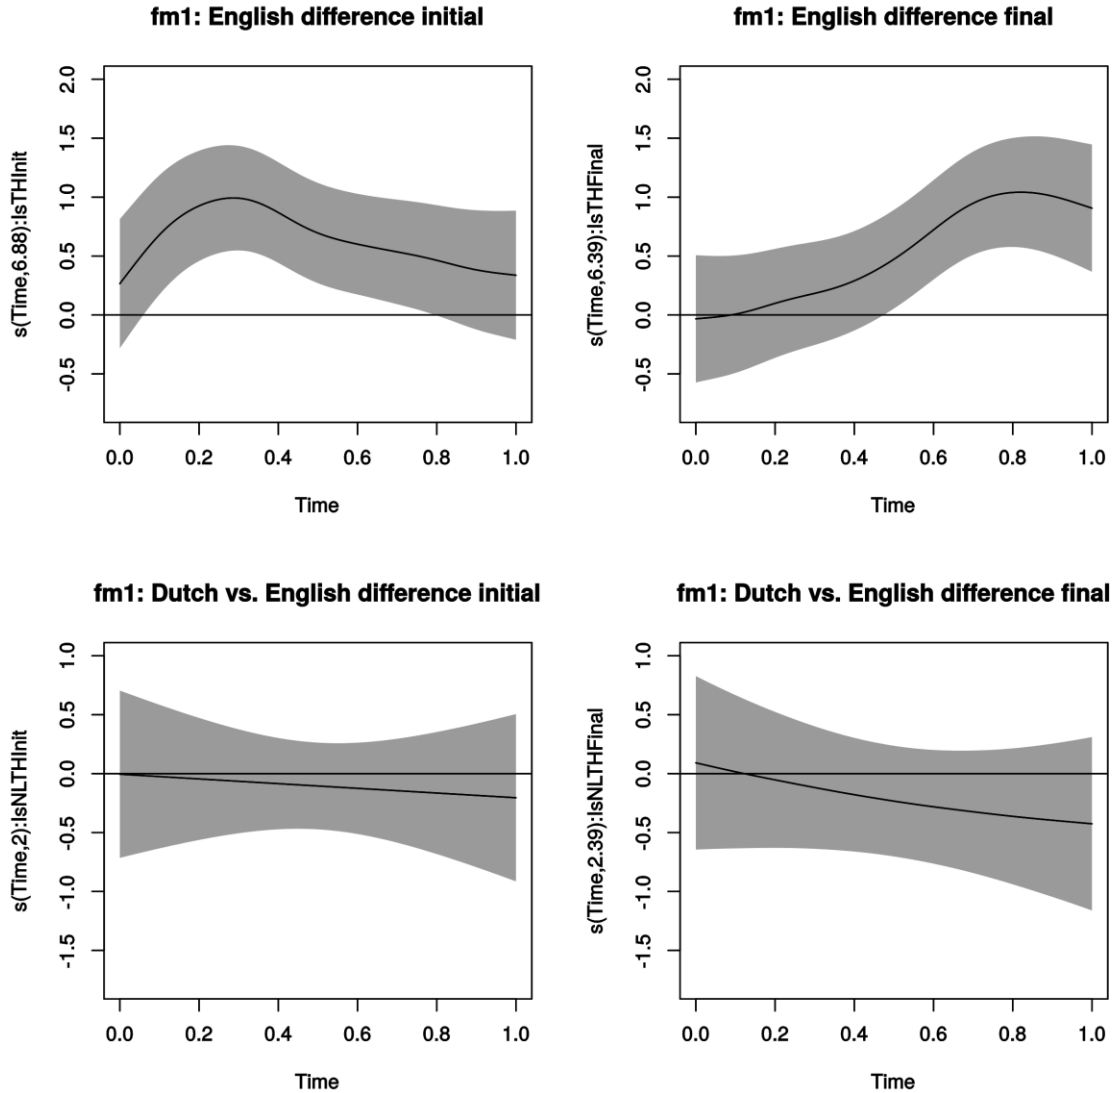 fm1: English difference initial
s(Time,6.88):IsTHInit
2.0
1.5
1.0
0.5
0.0
-0.5
0.0 0.2 0.4 0.6 0.8 1.0
Time
fm1: English difference final
s(Time,6.39):IsTHFinal
2.0
1.5
1.0
0.5
0.0
-0.5
0.0 0.2 0.4 0.6 0.8 1.0
Time
fm1: Dutch vs. English difference initial
s(Time,2):IsNLTHInit
1.0
0.5
0.0
-0.5
-1.0
-1.5
0.0 0.2 0.4 0.6 0.8 1.0
Time
fm1: Dutch vs. English difference final
s(Time,2.39):IsNLTHFinal
1.0
0.5
0.0
-0.5
-1.0
-1.5
0.0 0.2 0.4 0.6 0.8 1.0
Time